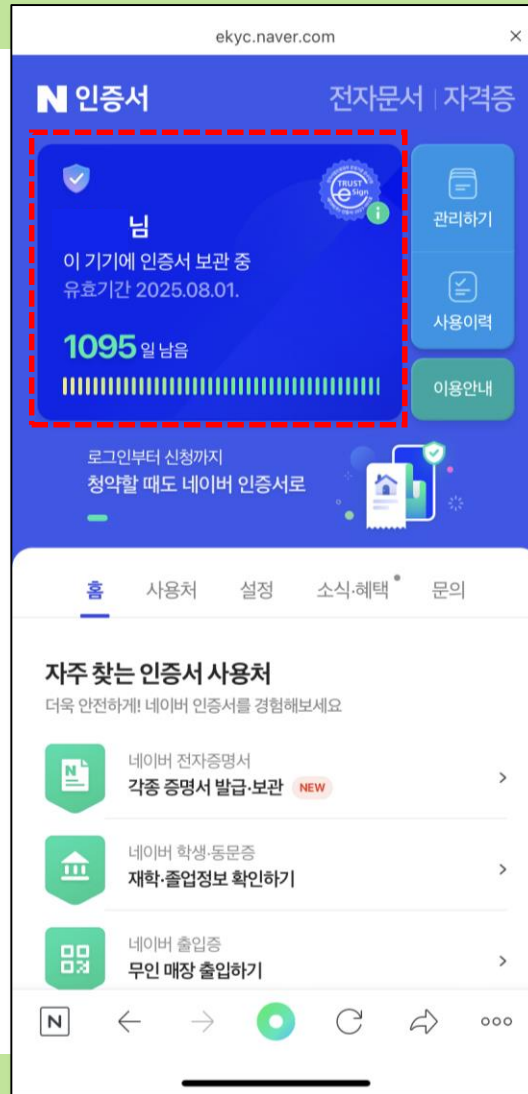 ekyc.naver.com
N 인증서
전자문서 | 자격증
TRUST
eSign
님
이 기기에 인증서 보관 중
유효기간 2025.08.01.
1095 일 남음
관리하기
사용이력
이용안내
로그인부터 신청까지
청약할 때도 네이버 인증서로
홈 사용처 설정 소식·혜택 문의
자주 찾는 인증서 사용처
더욱 안전하게! 네이버 인증서를 경험해보세요
네이버 전자증명서
각종 증명서 발급·보관 NEW
네이버 학생·동문증
재학·졸업정보 확인하기
네이버 출입증
무인 매장 출입하기
N